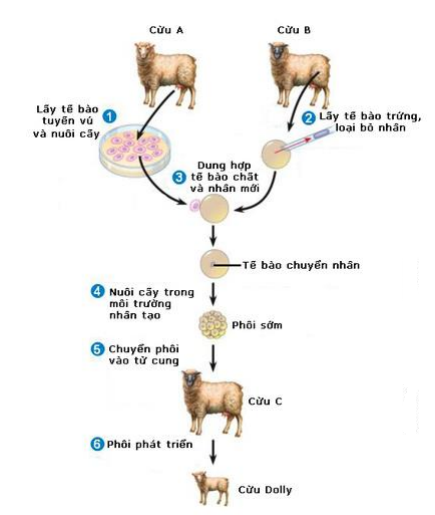 Cừu A
Cừu B
1 Lấy tế bào
tuyến vú
và nuôi cấy
2 Lấy tế bào trứng,
loại bỏ nhân
3 Dung hợp
tế bào chất
và nhân mới
Tế bào chuyển nhân
4 Nuôi cấy trong
môi trường
nhân tạo
Phôi sớm
5 Chuyển phôi
vào tử cung
Cừu C
6 Phôi phát triển
Cừu Dolly